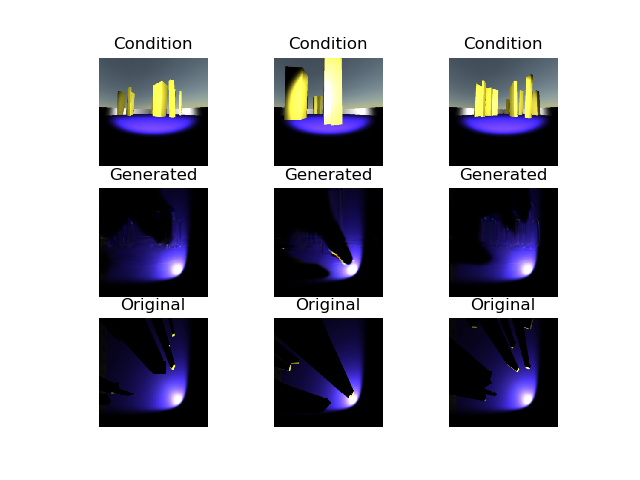 Condition Condition Condition
Generated Generated Generated
Original Original Original